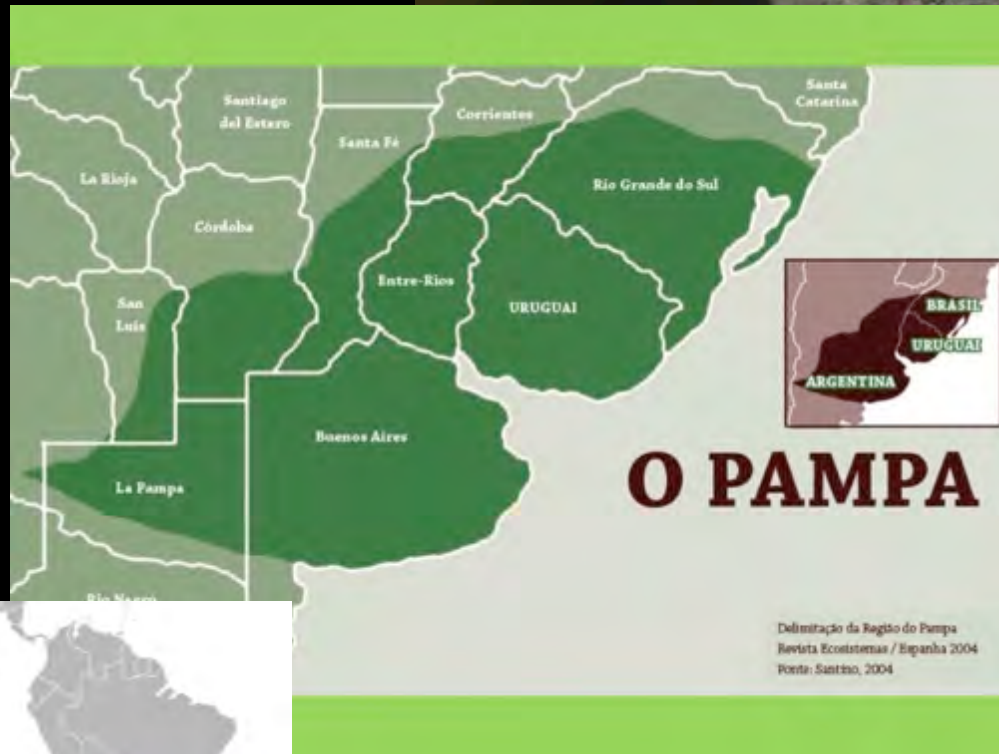 Santa
Catarina
Santiago
del Estero
Corrientes
Santa Fé
La Rioja
Rio Grande do Sul
Córdoba
Entre-Rios
San
Luis
URUGUAI
BRASIL
URUGUAI
ARGENTINA
Buenos Aires
O PAMPA
La Pampa
Río Negro
Delimitação da Região do Pampa
Revista Ecosistemas / Espanha 2004
Fonte: Santino, 2004